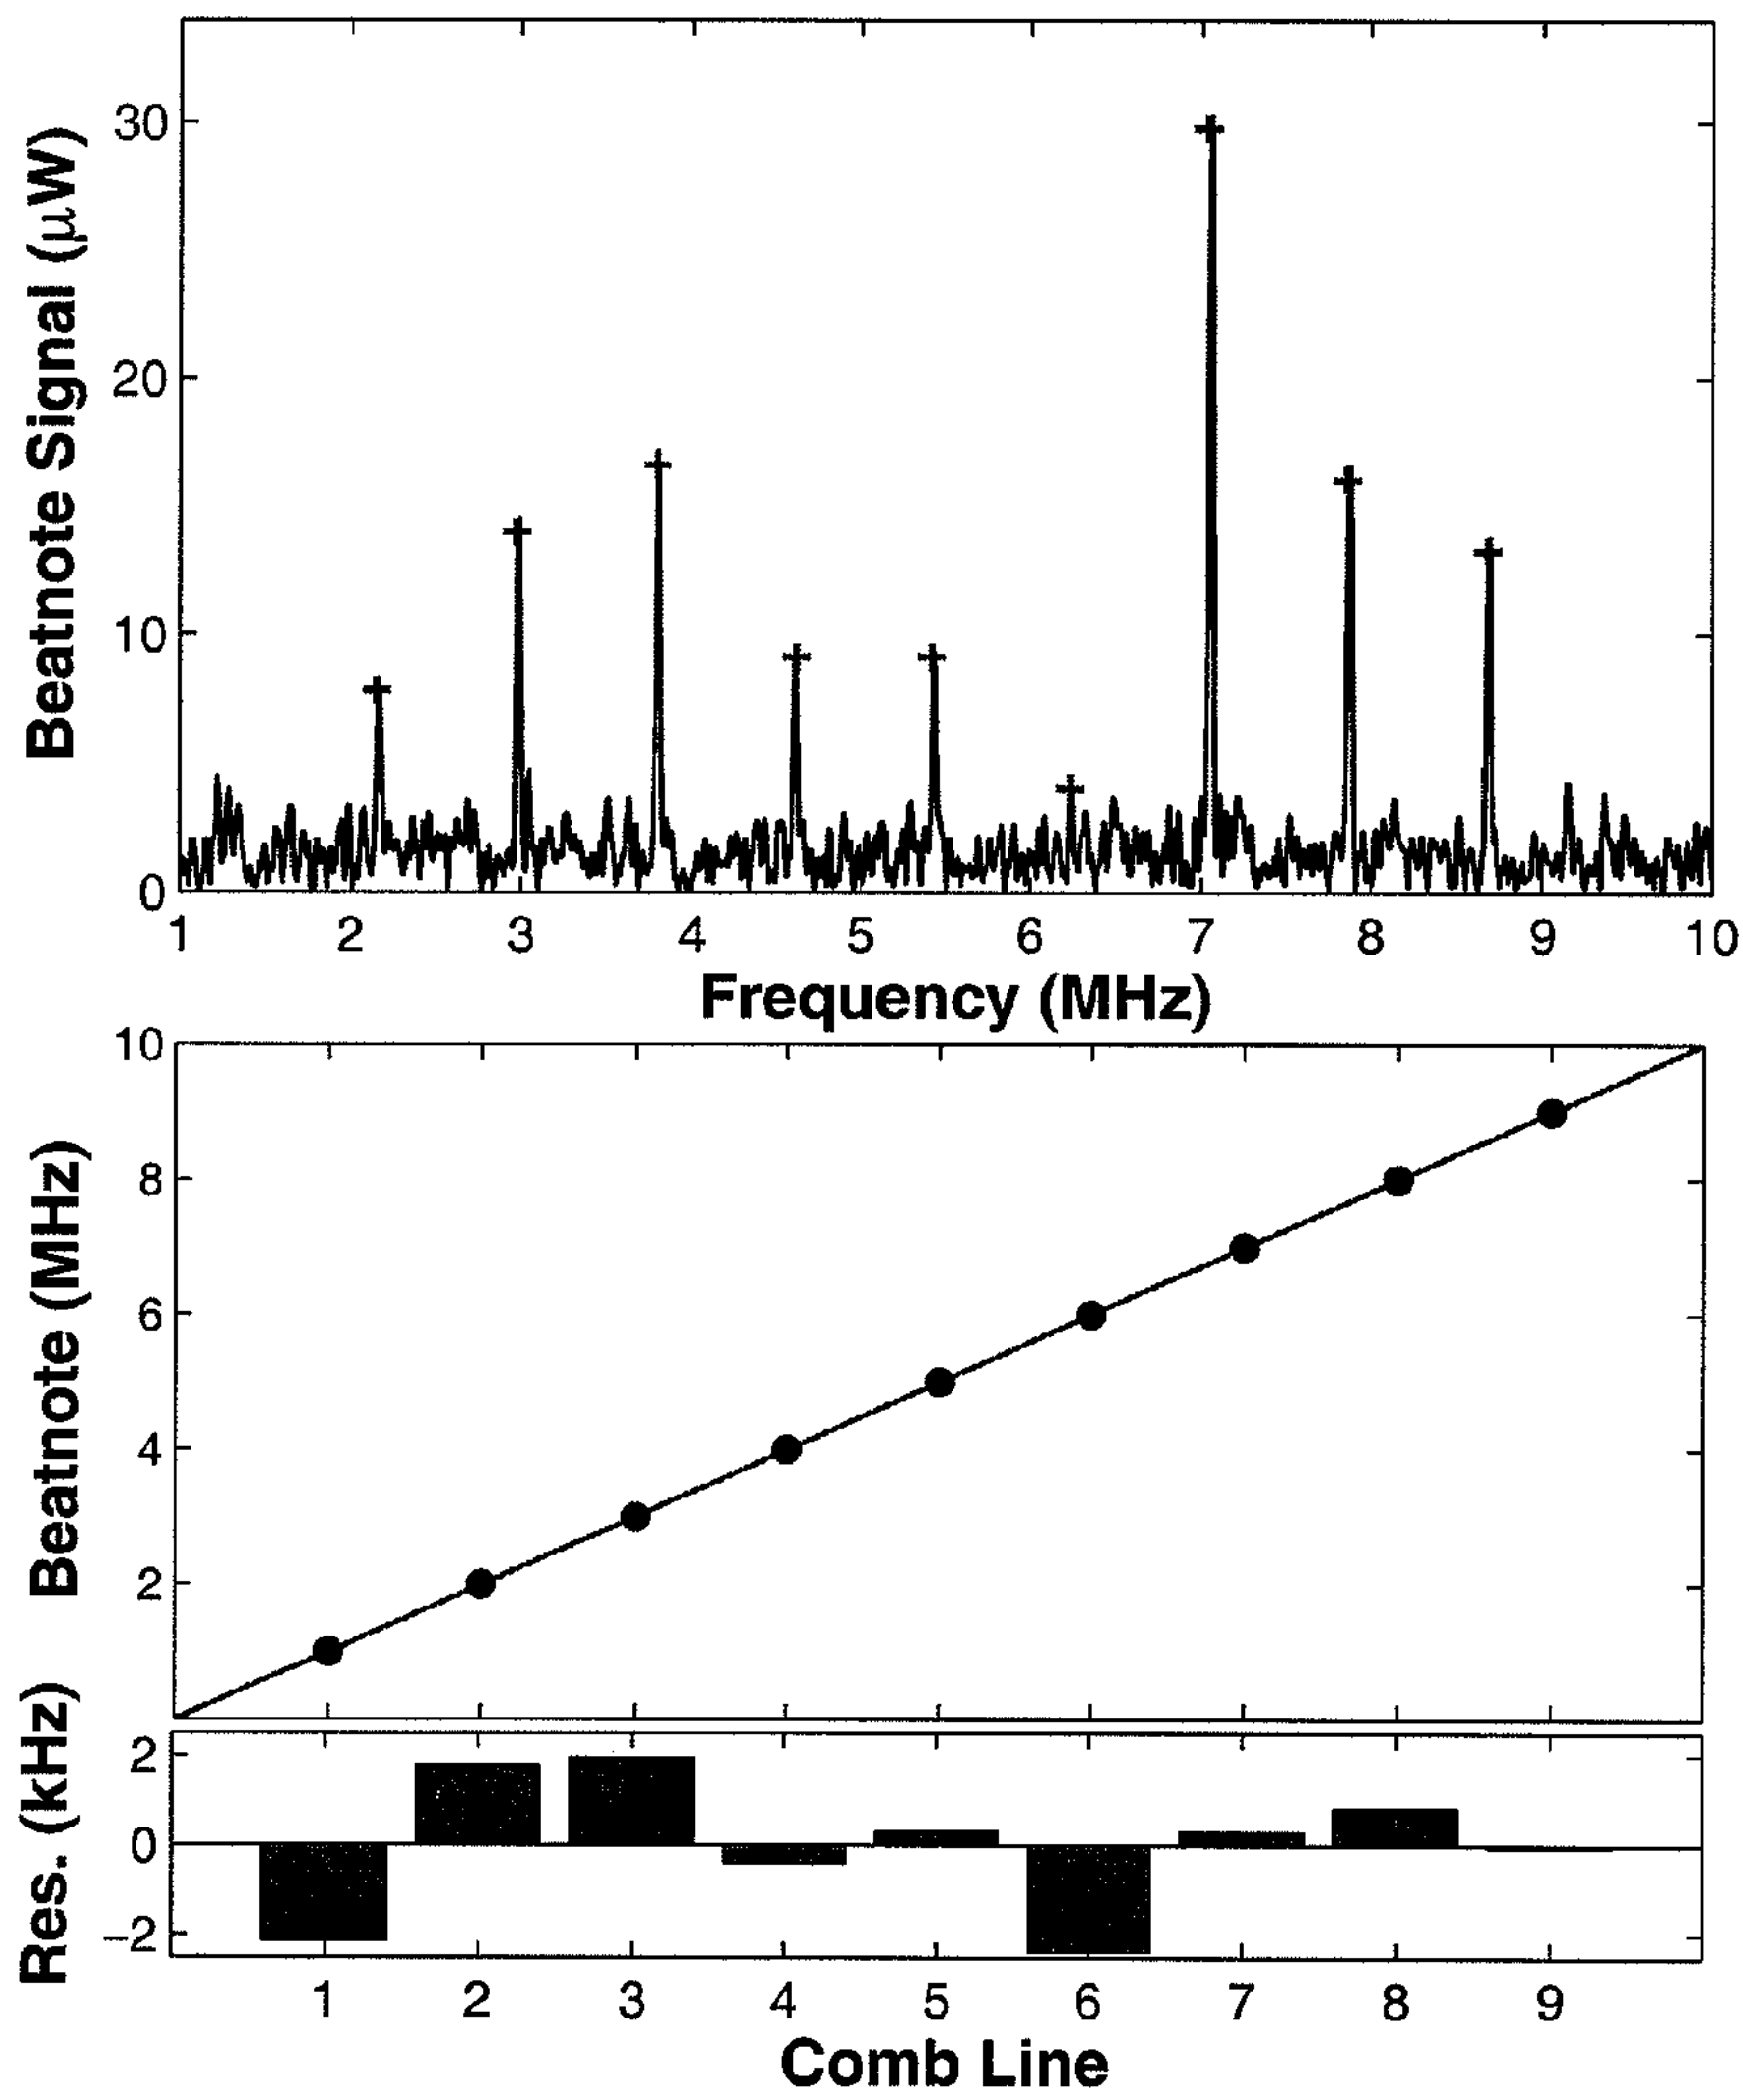 Beatnote Signal (μW)
30
20
10
0
1 2 3 4 5 6 7 8 9 10
Frequency (MHz)
Beatnote (MHz)
10
8
6
4
2
Res. (kHz)
2
0
−2
1 2 3 4 5 6 7 8 9
Comb Line